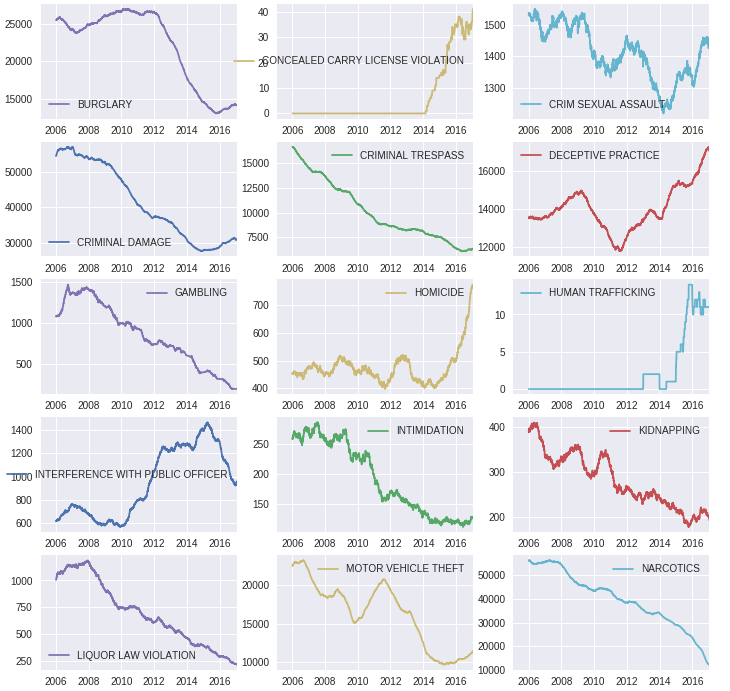 25000
20000
15000
BURGLARY
2006 2008 2010 2012 2014 2016
40
30
20
10
0
CONCEALED CARRY LICENSE VIOLATION
2006 2008 2010 2012 2014 2016
1500
1400
1300
CRIM SEXUAL ASSAULT
2006 2008 2010 2012 2014 2016
50000
40000
30000
CRIMINAL DAMAGE
2006 2008 2010 2012 2014 2016
CRIMINAL TRESPASS
15000
12500
10000
7500
2006 2008 2010 2012 2014 2016
DECEPTIVE PRACTICE
16000
14000
12000
2006 2008 2010 2012 2014 2016
GAMBLING
1500
1000
500
2006 2008 2010 2012 2014 2016
HOMICIDE
700
600
500
400
2006 2008 2010 2012 2014 2016
HUMAN TRAFFICKING
10
5
0
2006 2008 2010 2012 2014 2016
1400
1200
INTERFERENCE WITH PUBLIC OFFICER
1000
800
600
2006 2008 2010 2012 2014 2016
INTIMIDATION
250
200
150
2006 2008 2010 2012 2014 2016
KIDNAPPING
400
300
200
2006 2008 2010 2012 2014 2016
1000
750
500
250
LIQUOR LAW VIOLATION
2006 2008 2010 2012 2014 2016
MOTOR VEHICLE THEFT
20000
15000
10000
2006 2008 2010 2012 2014 2016
NARCOTICS
50000
40000
30000
20000
10000
2006 2008 2010 2012 2014 2016